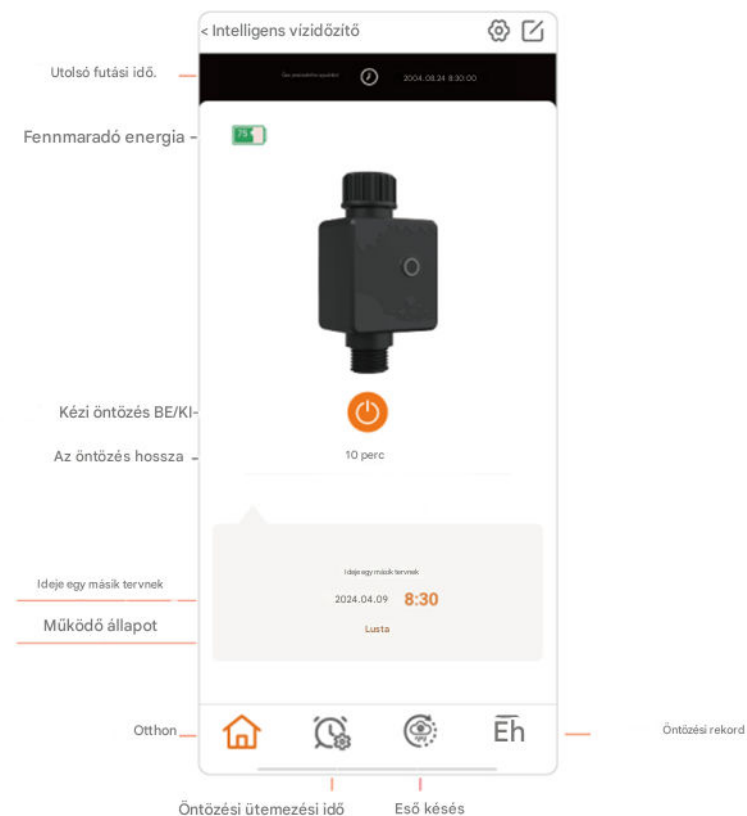 < Intelligens vízidőzítő
Utolsó futási idő.
2004.08.24 8:30:00
Fennmaradó energia
75
Kézi öntözés BE/KI
Az öntözés hossza
10 perc
Ideje egy másik tervnek
Ideje egy másik tervnek
2024.04.09 8:30
Működő állapot
Lusta
Otthon
Eh
Öntözési rekord
Öntözési ütemezési idő
Eső késés